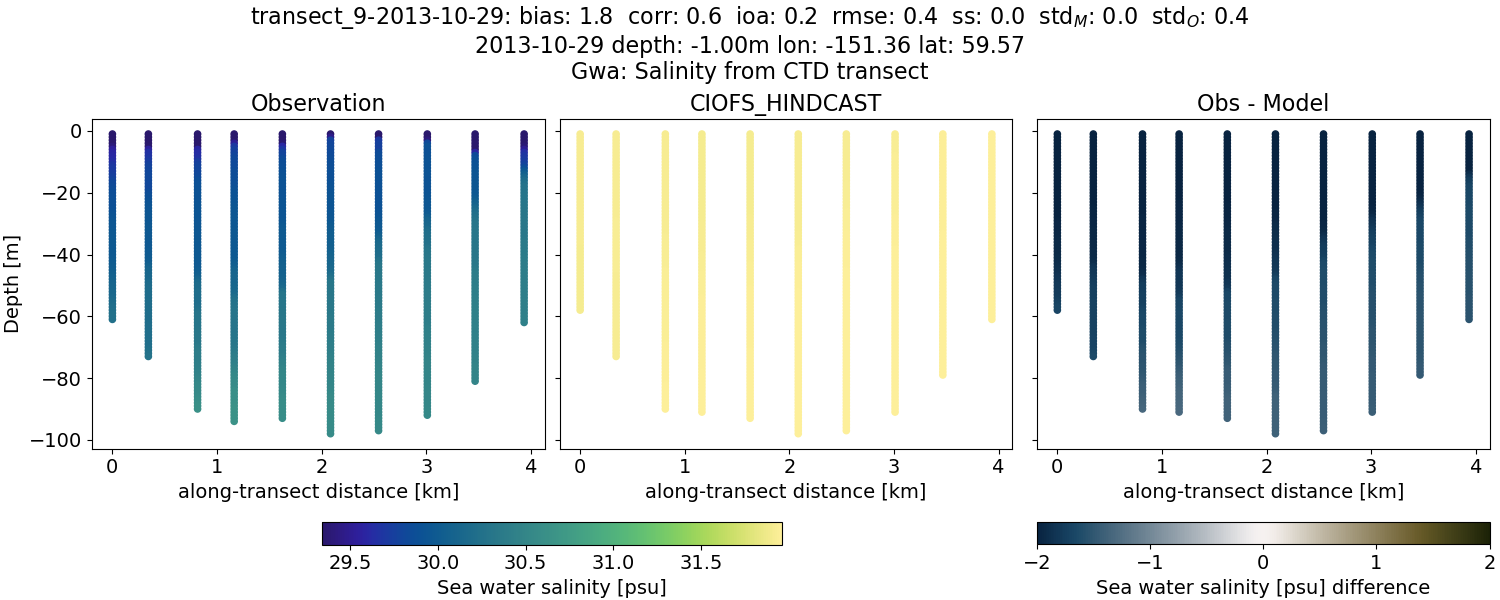 transect_9-2013-10-29: bias: 1.8 corr: 0.6 ioa: 0.2 rmse: 0.4 ss: 0.0 std_M: 0.0 std_O: 0.4
2013-10-29 depth: -1.00m lon: -151.36 lat: 59.57
Gwa: Salinity from CTD transect
Observation CIOFS_HINDCAST Obs - Model
0
−20
−40
−60
−80
−100
Depth [m]
0 1 2 3 4 0 1 2 3 4 0 1 2 3 4
along-transect distance [km] along-transect distance [km] along-transect distance [km]
29.5 30.0 30.5 31.0 31.5 −2 −1 0 1 2
Sea water salinity [psu] Sea water salinity [psu] difference